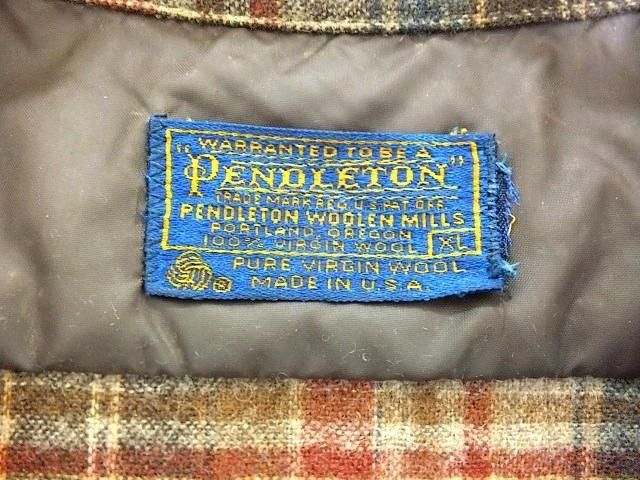 WARRANTED TO BE A
"PENDLETON"
TRADE MARK REG. U.S. PAT. OFF.
PENDLETON WOOLEN MILLS
PORTLAND, OREGON
100% VIRGIN WOOL XL
PURE VIRGIN WOOL
MADE IN U.S.A.